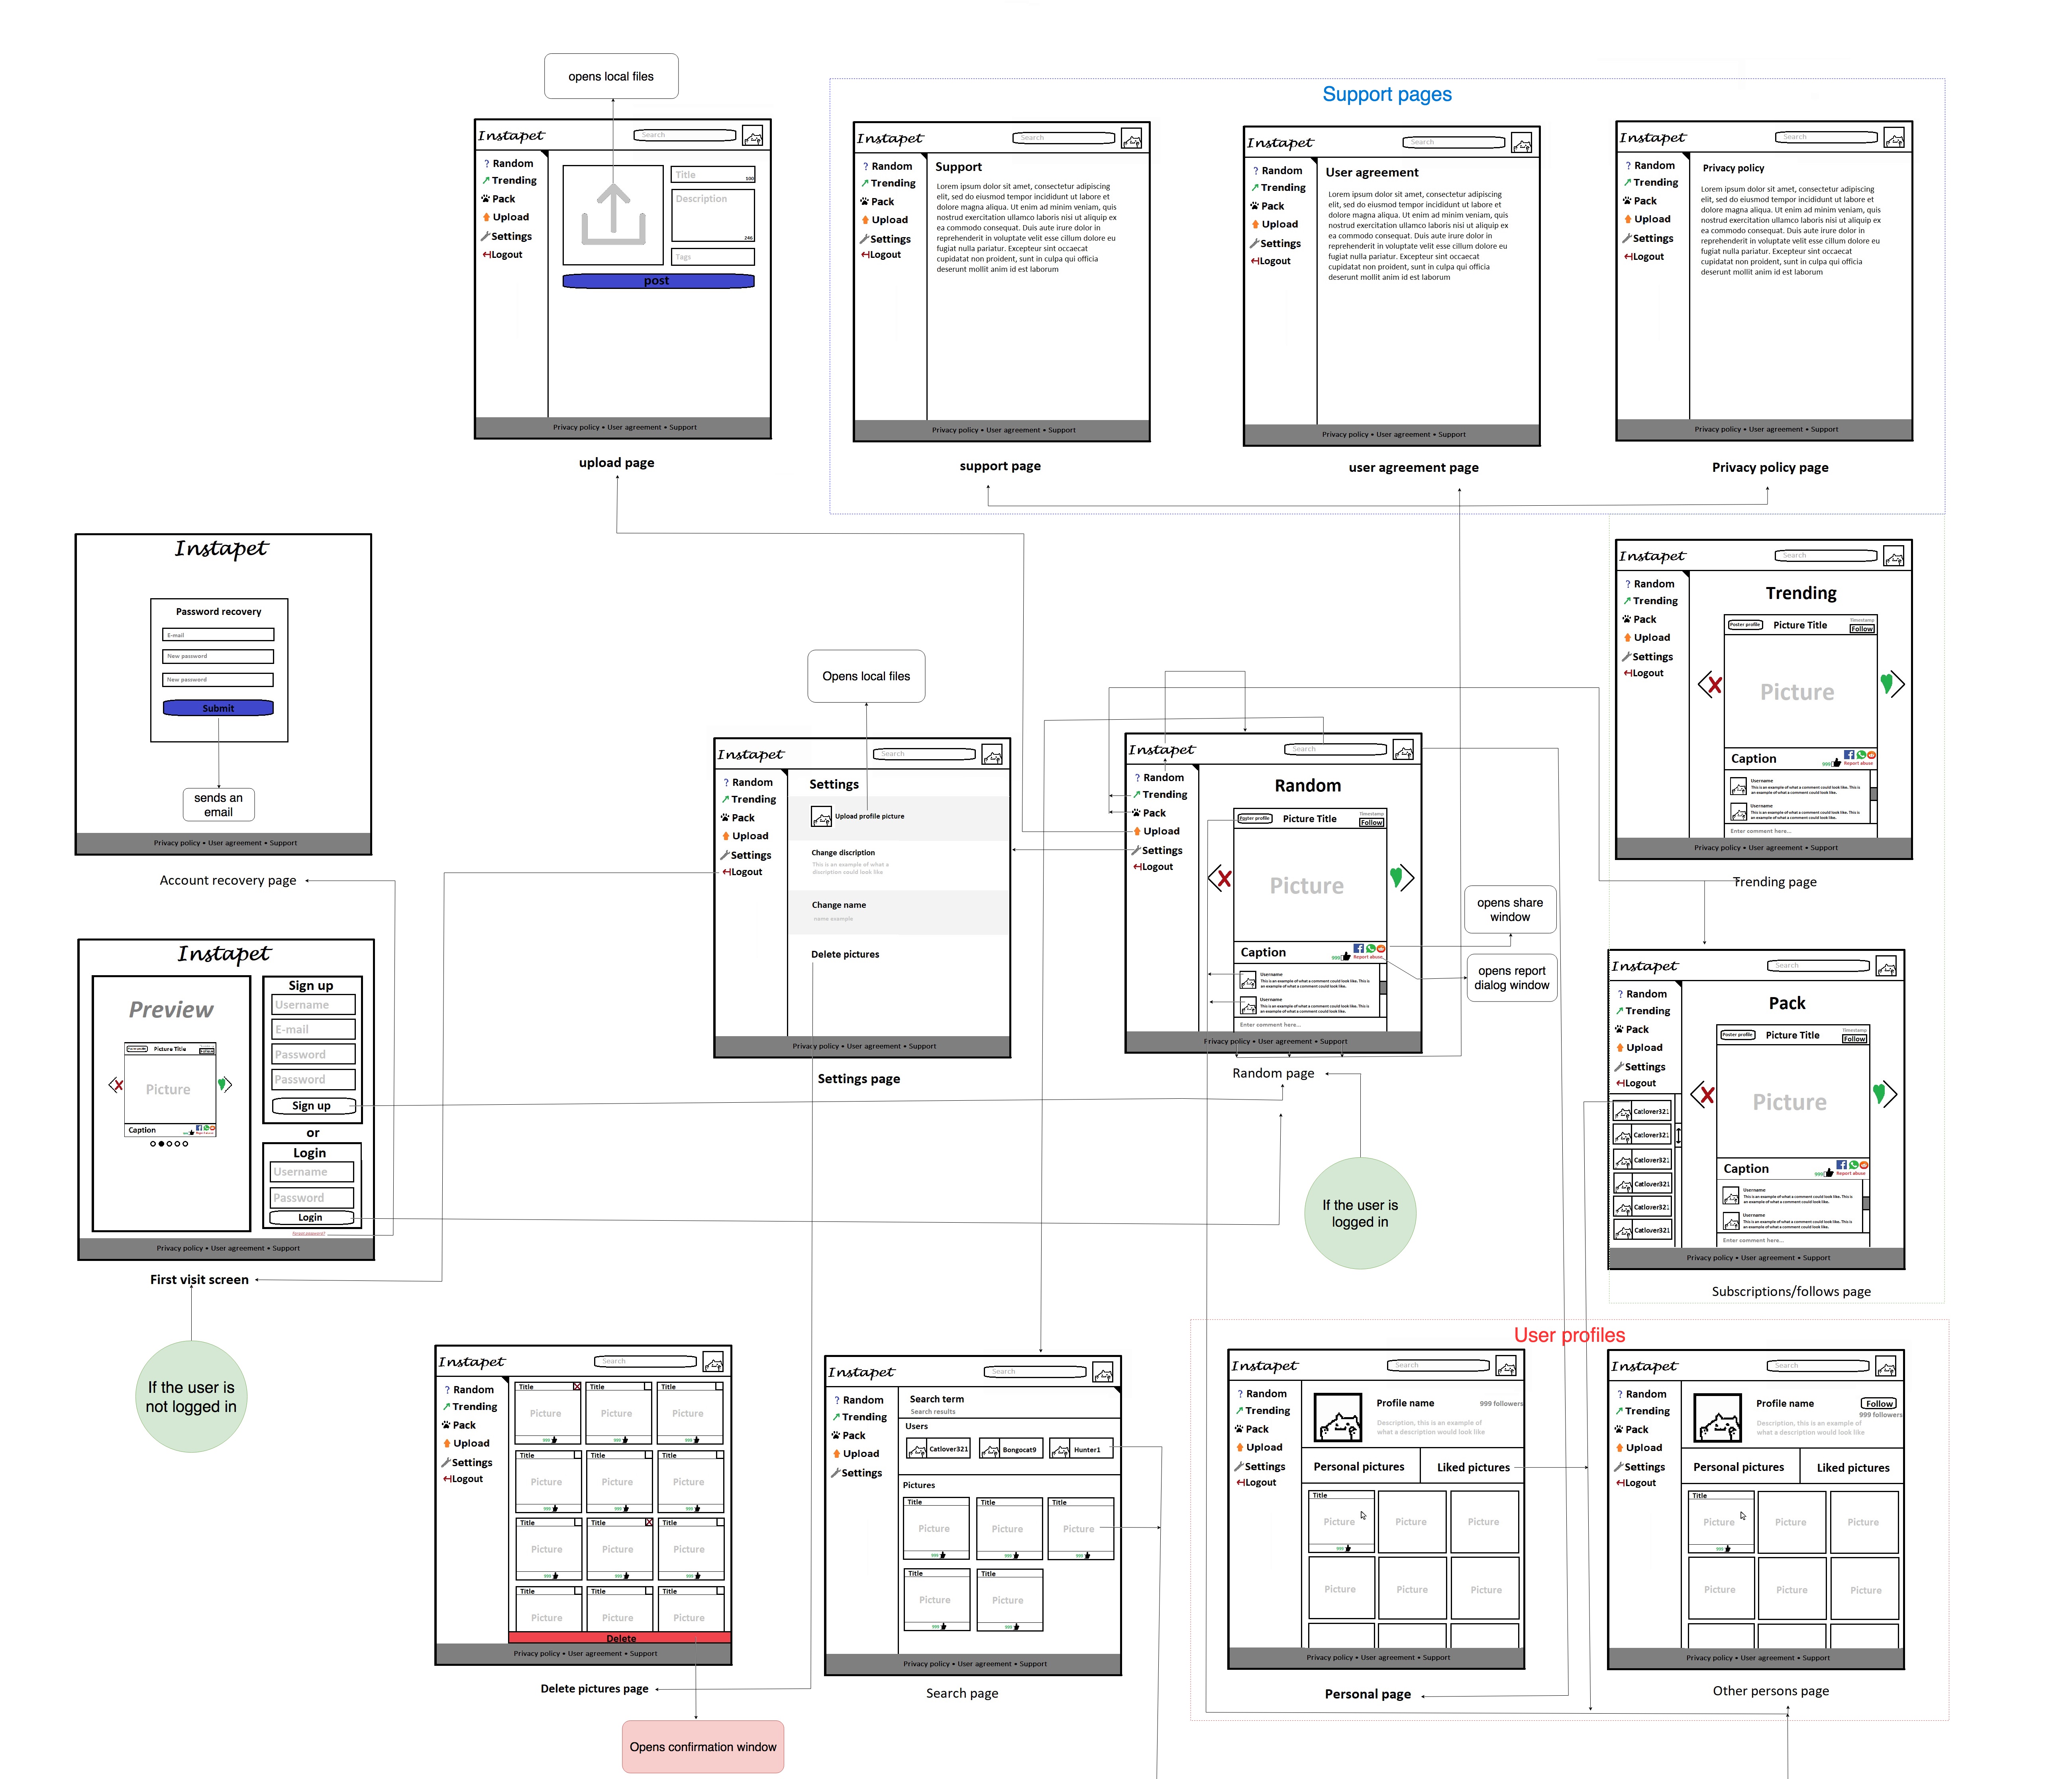 opens local files
Instapet
Search
? Random
Trending
Pack
Upload
Settings
Logout
Title
500
Description
246
Tags
post
Privacy policy • User agreement • Support
upload page
Support pages
Instapet
Search
? Random
Trending
Pack
Upload
Settings
Logout
Support
Lorem ipsum dolor sit amet, consectetur adipiscing
elit, sed do eiusmod tempor incididunt ut labore et
dolore magna aliqua. Ut enim ad minim veniam, quis
nostrud exercitation ullamco laboris nisi ut aliquip ex
ea commodo consequat. Duis aute irure dolor in
reprehenderit in voluptate velit esse cillum dolore eu
fugiat nulla pariatur. Excepteur sint occaecat
cupidatat non proident, sunt in culpa qui officia
deserunt mollit anim id est laborum
Privacy policy • User agreement • Support
support page
Instapet
Search
? Random
Trending
Pack
Upload
Settings
Logout
User agreement
Lorem ipsum dolor sit amet, consectetur adipiscing
elit, sed do eiusmod tempor incididunt ut labore et
dolore magna aliqua. Ut enim ad minim veniam, quis
nostrud exercitation ullamco laboris nisi ut aliquip ex
ea commodo consequat. Duis aute irure dolor in
reprehenderit in voluptate velit esse cillum dolore eu
fugiat nulla pariatur. Excepteur sint occaecat
cupidatat non proident, sunt in culpa qui officia
deserunt mollit anim id est laborum
Privacy policy • User agreement • Support
user agreement page
Instapet
Search
? Random
Trending
Pack
Upload
Settings
Logout
Privacy policy
Lorem ipsum dolor sit amet, consectetur adipiscing
elit, sed do eiusmod tempor incididunt ut labore et
dolore magna aliqua. Ut enim ad minim veniam, quis
nostrud exercitation ullamco laboris nisi ut aliquip ex
ea commodo consequat. Duis aute irure dolor in
reprehenderit in voluptate velit esse cillum dolore eu
fugiat nulla pariatur. Excepteur sint occaecat
cupidatat non proident, sunt in culpa qui officia
deserunt mollit anim id est laborum
Privacy policy • User agreement • Support
Privacy policy page
Instapet
Password recovery
E-mail
New password
New password
Submit
sends an
email
Privacy policy • User agreement • Support
Account recovery page
Opens local files
Instapet
Search
? Random
Trending
Pack
Upload
Settings
Logout
Settings
Upload profile picture
Change discription
This is an example of what a
discription could look like
Change name
name example
Delete pictures
Privacy policy • User agreement • Support
Settings page
Instapet
Search
? Random
Trending
Pack
Upload
Settings
Logout
Random
Poster profile
Picture Title
Timestamp
Follow
Picture
Caption
999
Report abuse
Username
This is an example of what a comment could look like. This is
an example of what a comment could look like.
Username
This is an example of what a comment could look like. This is
an example of what a comment could look like.
Enter comment here...
Privacy policy • User agreement • Support
Random page
opens share
window
opens report
dialog window
If the user is
logged in
Instapet
Search
? Random
Trending
Pack
Upload
Settings
Logout
Trending
Poster profile
Picture Title
Timestamp
Follow
Picture
Caption
999
Report abuse
Username
This is an example of what a comment could look like. This is
an example of what a comment could look like.
Username
This is an example of what a comment could look like. This is
an example of what a comment could look like.
Enter comment here...
Privacy policy • User agreement • Support
Trending page
Instapet
Preview
Picture Title
Picture
Caption
Sign up
Username
E-mail
Password
Password
Sign up
or
Login
Username
Password
Login
Forgot password?
Privacy policy • User agreement • Support
First visit screen
If the user is
not logged in
Instapet
Search
? Random
Trending
Pack
Upload
Settings
Logout
Catlover321
Catlover321
Catlover321
Catlover321
Catlover321
Catlover321
Pack
Poster profile
Picture Title
Timestamp
Follow
Picture
Caption
999
Report abuse
Username
This is an example of what a comment could look like. This is
an example of what a comment could look like.
Username
This is an example of what a comment could look like. This is
an example of what a comment could look like.
Enter comment here...
Privacy policy • User agreement • Support
Subscriptions/follows page
Instapet
Search
? Random
Trending
Pack
Upload
Settings
Logout
Title Title Title
Picture Picture Picture
999 999 999
Title Title Title
Picture Picture Picture
999 999 999
Title Title Title
Picture Picture Picture
999 999 999
Title Title Title
Picture Picture Picture
Delete
Privacy policy • User agreement • Support
Delete pictures page
Opens confirmation window
Instapet
Search
? Random
Trending
Pack
Upload
Settings
Search term
Search results
Users
Catlover321 Bongocat9 Hunter1
Pictures
Title Title Title
Picture Picture Picture
999 999 999
Title Title
Picture Picture
999 999
Privacy policy • User agreement • Support
Search page
User profiles
Instapet
Search
? Random
Trending
Pack
Upload
Settings
Logout
Profile name
999 followers
Description, this is an example of
what a description would look like
Personal pictures
Liked pictures
Title
Picture Picture Picture
999
Picture Picture Picture
Privacy policy • User agreement • Support
Personal page
Instapet
Search
? Random
Trending
Pack
Upload
Settings
Logout
Profile name
Follow
999 followers
Description, this is an example of
what a description would look like
Personal pictures
Liked pictures
Title
Picture Picture Picture
999
Picture Picture Picture
Privacy policy • User agreement • Support
Other persons page